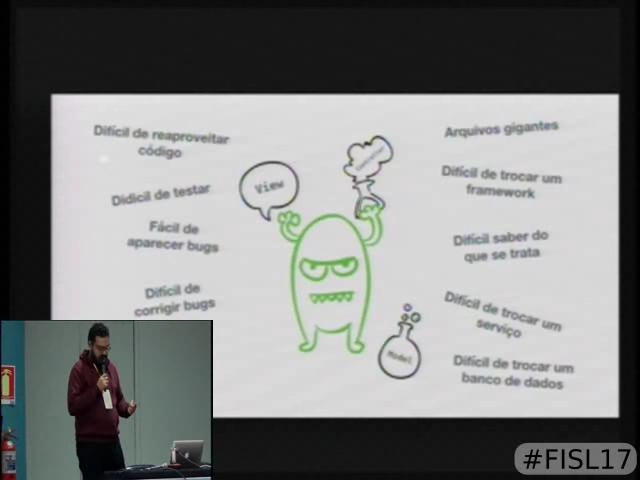 Difícil de reaproveitar
código
Didicil de testar
Fácil de
aparecer bugs
Difícil de
corrigir bugs
View
Controller
Model
Arquivos gigantes
Difícil de trocar um
framework
Difícil saber do
que se trata
Difícil de trocar um
serviço
Difícil de trocar um
banco de dados
#FISL17